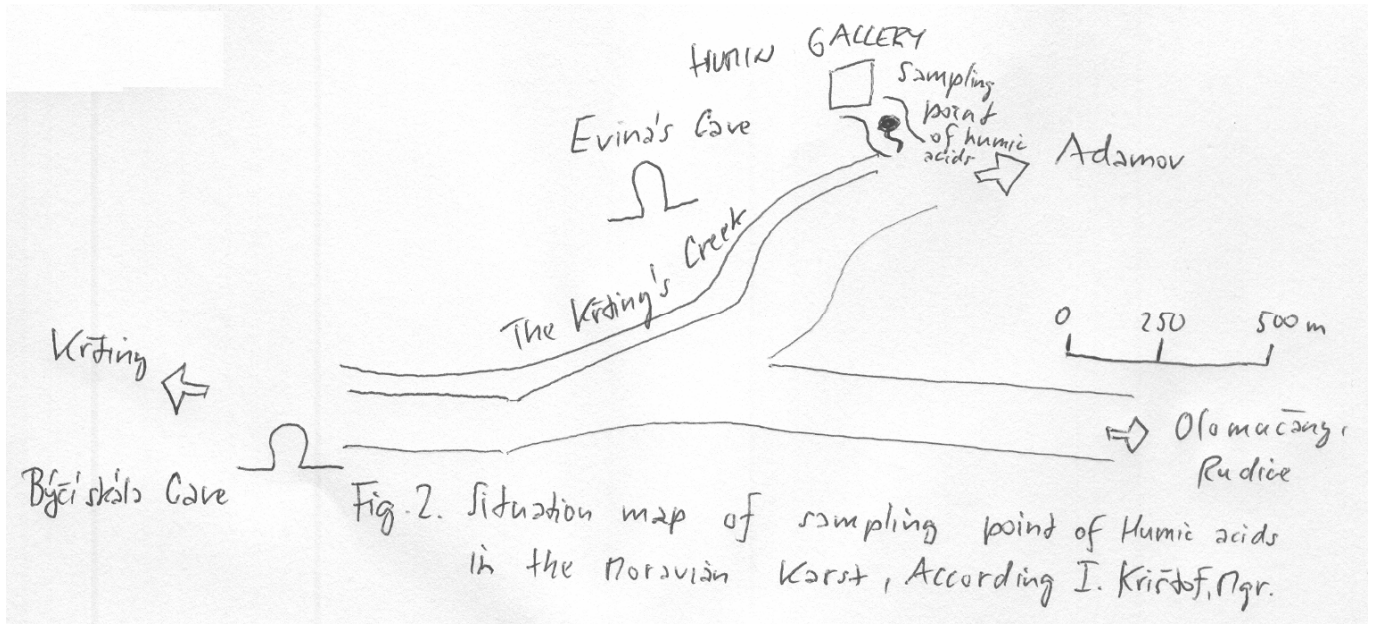 HUMIN GALLERY
sampling
point
of humic
acids
Evina's Cave
Adamov
The Křtiny's Creek
0 250 500 m
Křtiny
Olomučany,
Rudice
Býčí skála Cave
Fig. 2. Situation map of sampling point of Humic acids
in the Moravian Karst, According I. Krištof, Mgr.